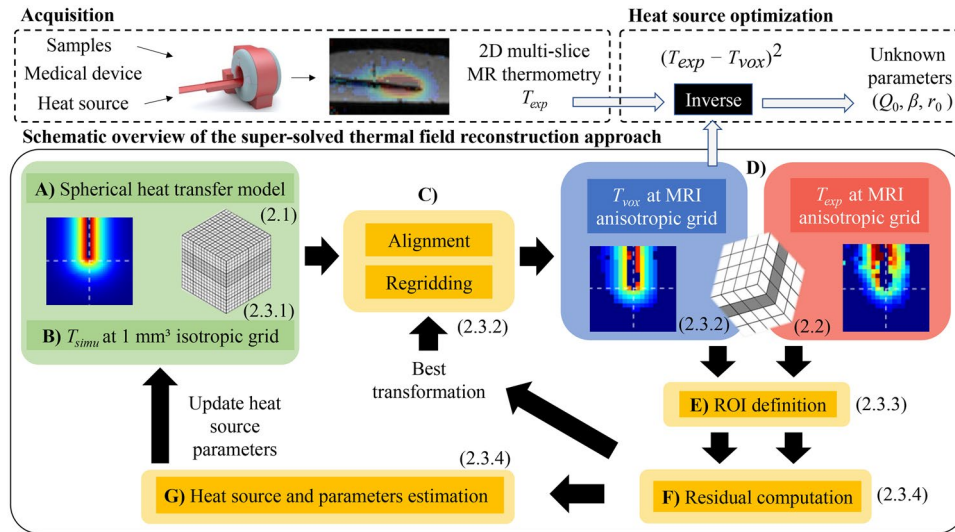 Acquisition
Samples
Medical device
Heat source
2D multi-slice
MR thermometry
T_exp
Heat source optimization
(T_exp − T_vox)²
Inverse
Unknown
parameters
(Q₀, β, r₀ )
Schematic overview of the super-solved thermal field reconstruction approach
A) Spherical heat transfer model
(2.1)
(2.3.1)
B) T_simu at 1 mm³ isotropic grid
C)
Alignment
Regridding
(2.3.2)
D)
T_vox at MRI
anisotropic grid
(2.3.2)
T_exp at MRI
anisotropic grid
(2.2)
E) ROI definition
(2.3.3)
F) Residual computation
(2.3.4)
Best
transformation
G) Heat source and parameters estimation
(2.3.4)
Update heat
source
parameters